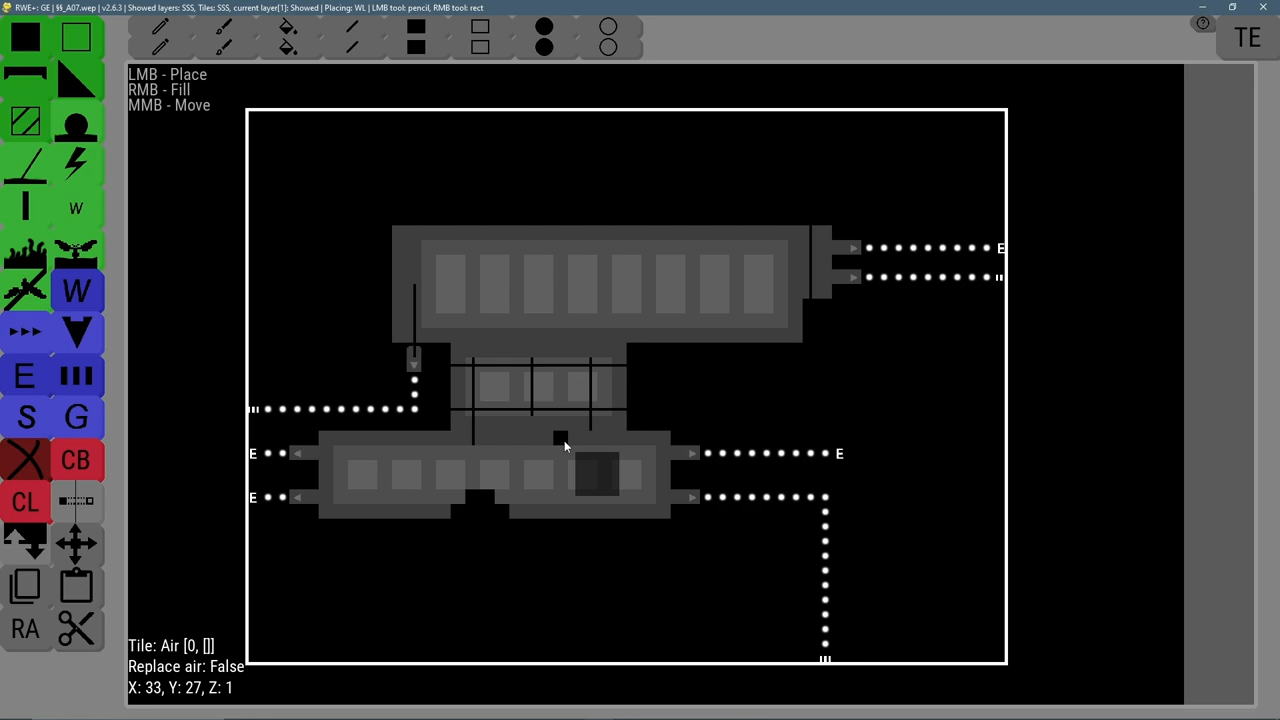 RWE+: GE | §§_A07.wep | v2.6.3 | Showed layers: SSS, Tiles: SSS, current layer[1]: Showed | Placing: WL | LMB tool: pencil, RMB tool: rect
TE
LMB - Place
RMB - Fill
MMB - Move
W
W
E
S G
CB
CL
RA
E
E E
E
Tile: Air [0, []]
Replace air: False
X: 33, Y: 27, Z: 1